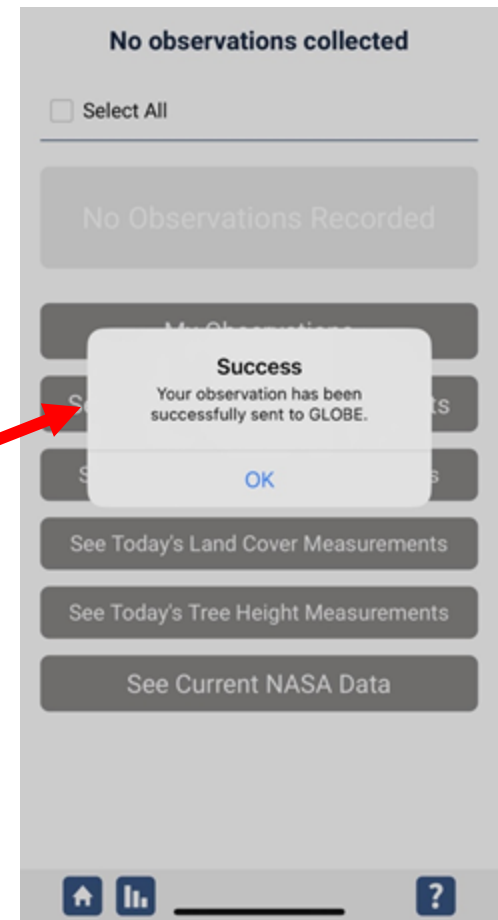 No observations collected
Select All
No Observations Recorded
Success
Your observation has been
successfully sent to GLOBE.
OK
See Today's Land Cover Measurements
See Today's Tree Height Measurements
See Current NASA Data
?